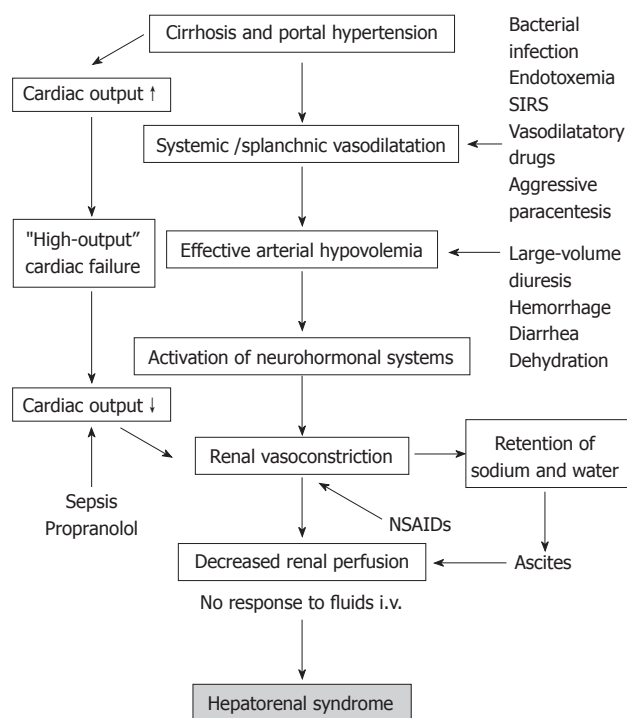 Cirrhosis and portal hypertension
Cardiac output ↑
Systemic /splanchnic vasodilatation
Bacterial
infection
Endotoxemia
SIRS
Vasodilatatory
drugs
Aggressive
paracentesis
"High-output”
cardiac failure
Effective arterial hypovolemia
Large-volume
diuresis
Hemorrhage
Diarrhea
Dehydration
Activation of neurohormonal systems
Cardiac output ↓
Sepsis
Propranolol
Renal vasoconstriction
Retention of
sodium and water
NSAIDs
Decreased renal perfusion
Ascites
No response to fluids i.v.
Hepatorenal syndrome